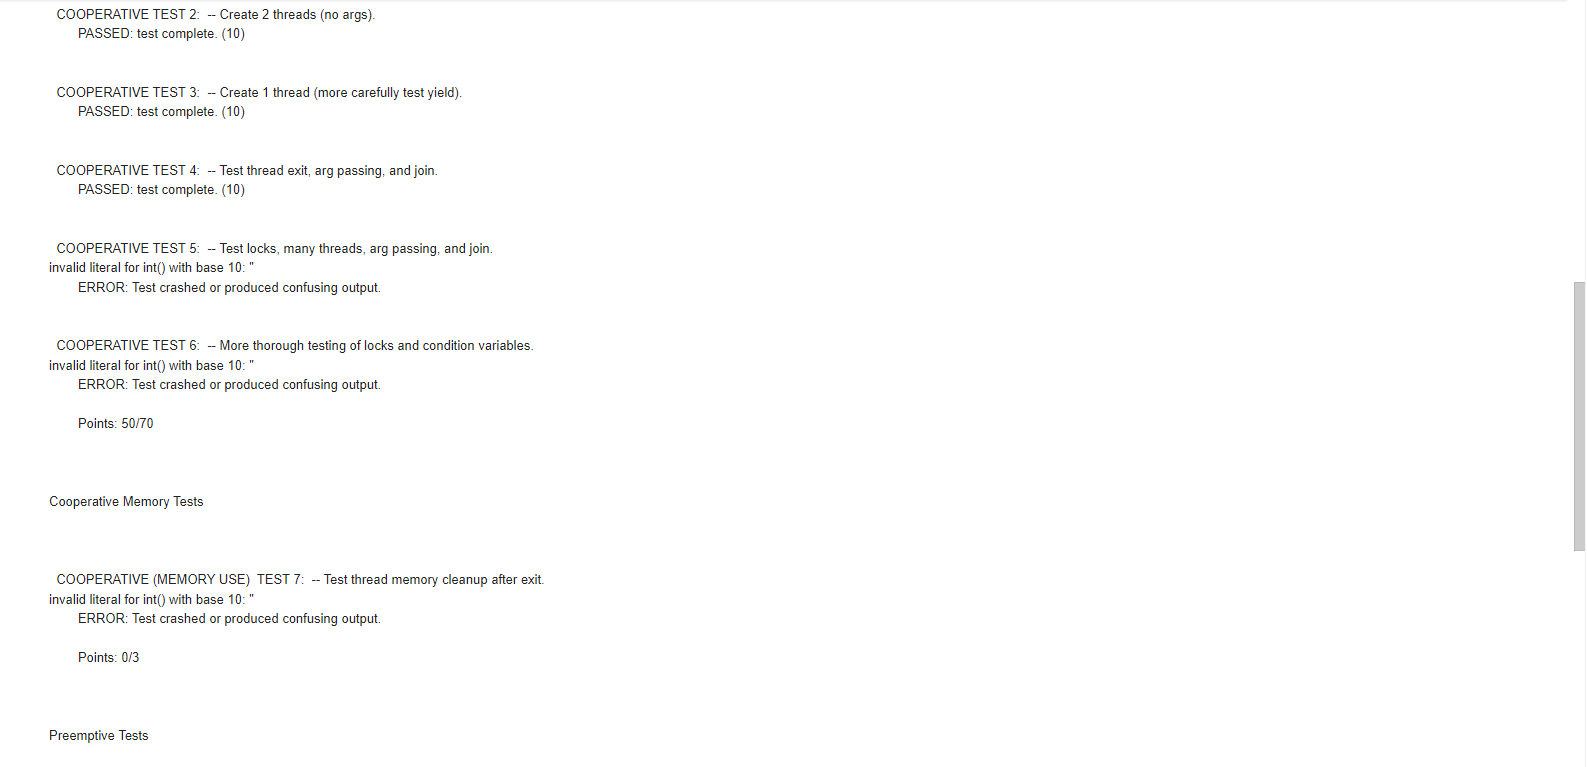 COOPERATIVE TEST 2:  -- Create 2 threads (no args).
PASSED: test complete. (10)
COOPERATIVE TEST 3:  -- Create 1 thread (more carefully test yield).
PASSED: test complete. (10)
COOPERATIVE TEST 4:  -- Test thread exit, arg passing, and join.
PASSED: test complete. (10)
COOPERATIVE TEST 5:  -- Test locks, many threads, arg passing, and join.
invalid literal for int() with base 10: ''
ERROR: Test crashed or produced confusing output.
COOPERATIVE TEST 6:  -- More thorough testing of locks and condition variables.
invalid literal for int() with base 10: ''
ERROR: Test crashed or produced confusing output.
Points: 50/70
Cooperative Memory Tests
COOPERATIVE (MEMORY USE)  TEST 7:  -- Test thread memory cleanup after exit.
invalid literal for int() with base 10: ''
ERROR: Test crashed or produced confusing output.
Points: 0/3
Preemptive Tests